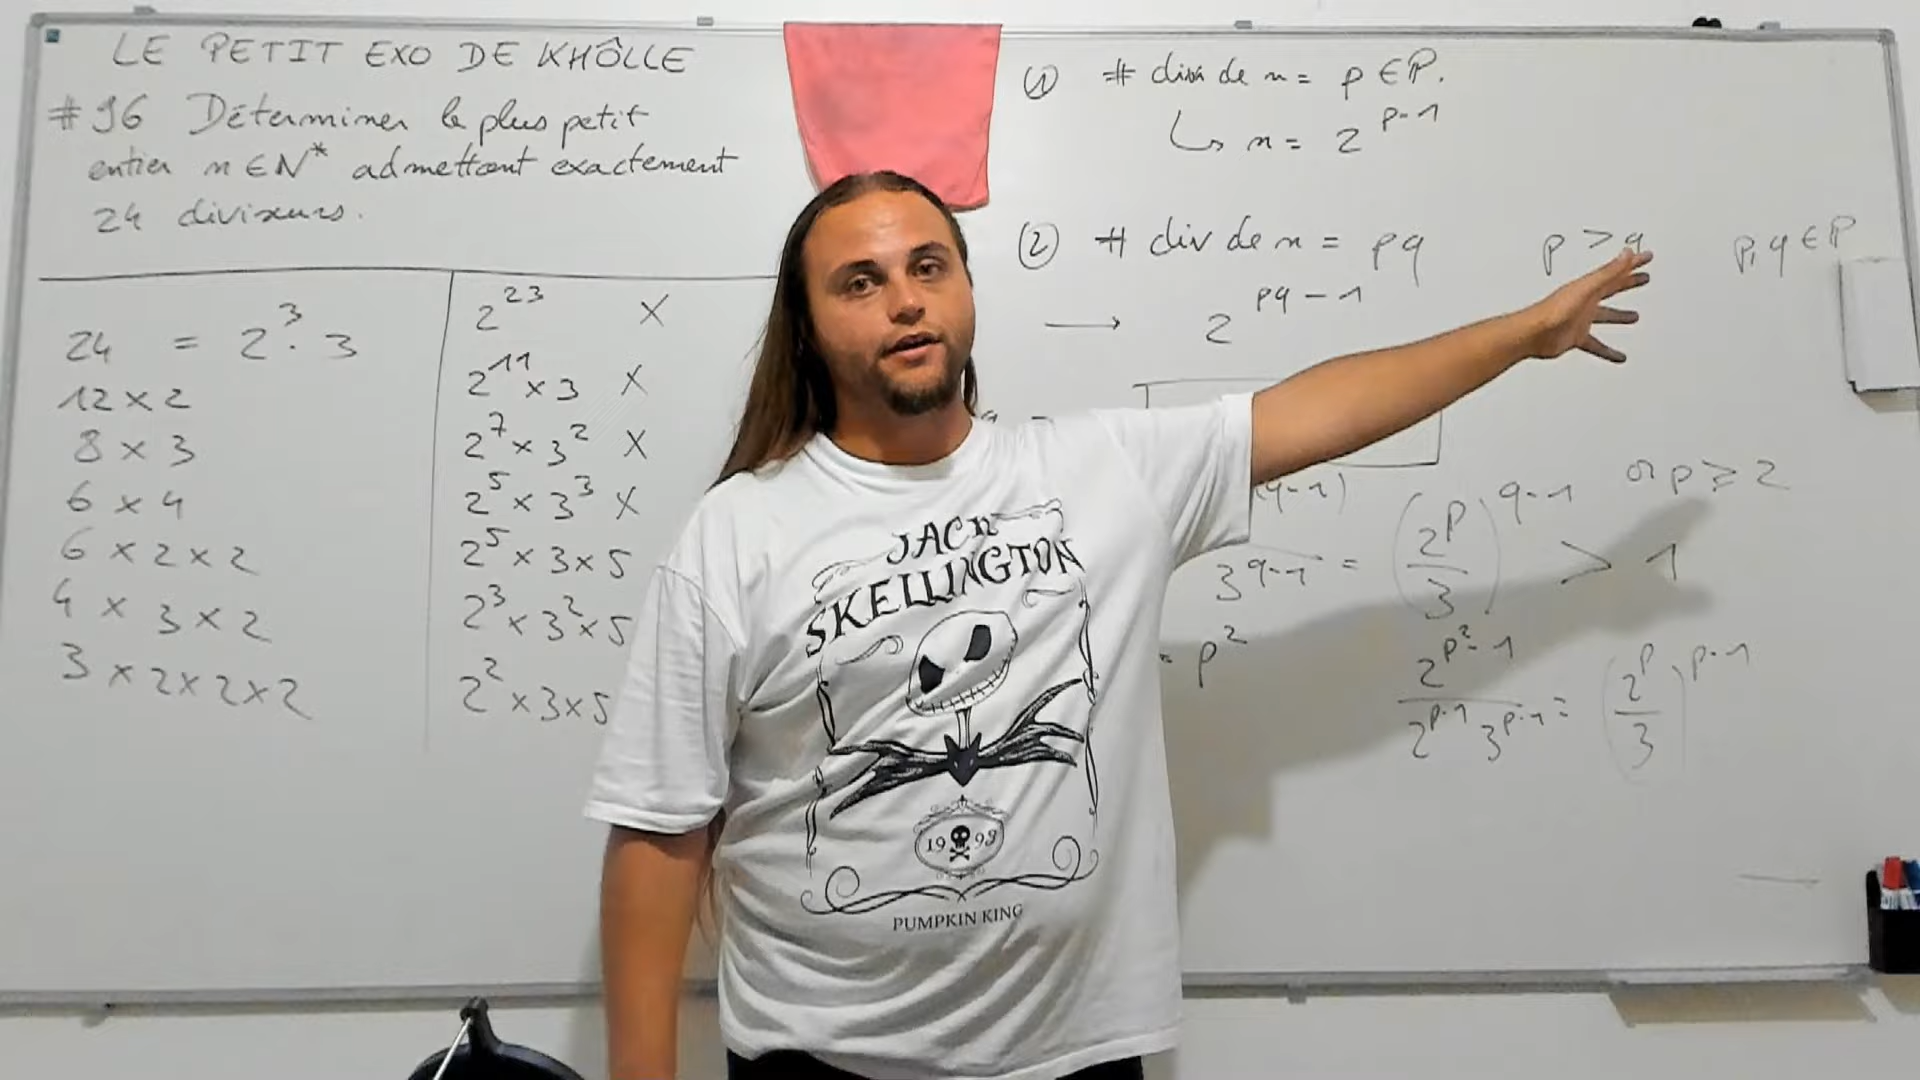 LE PETIT EXO DE KHÔLLE
#96 Déterminer le plus petit
entier n ∈ N* admettant exactement
24 diviseurs.
24 = 2³ · 3
12 × 2
8 × 3
6 × 4
6 × 2 × 2
4 × 3 × 2
3 × 2 × 2 × 2
2²³ X
2¹¹ × 3 X
2⁷ × 3² X
2⁵ × 3³ X
2⁵ × 3 × 5
2³ × 3² × 5
2² × 3 × 5
① # div de n = p ∈ P.
↳ n = 2^(p-1)
② # div de n = pq p > q p,q ∈ P
→ 2^(pq-1)
(q-1)
3^(q-1) = (2^p/3)^(q-1) > 1 or p ≥ 2
= p² 2^(p²-1)/(2^(p-1) 3^(p-1)) = (2^p/3)^(p-1)
JACK
SKELLINGTON
1993
PUMPKIN KING